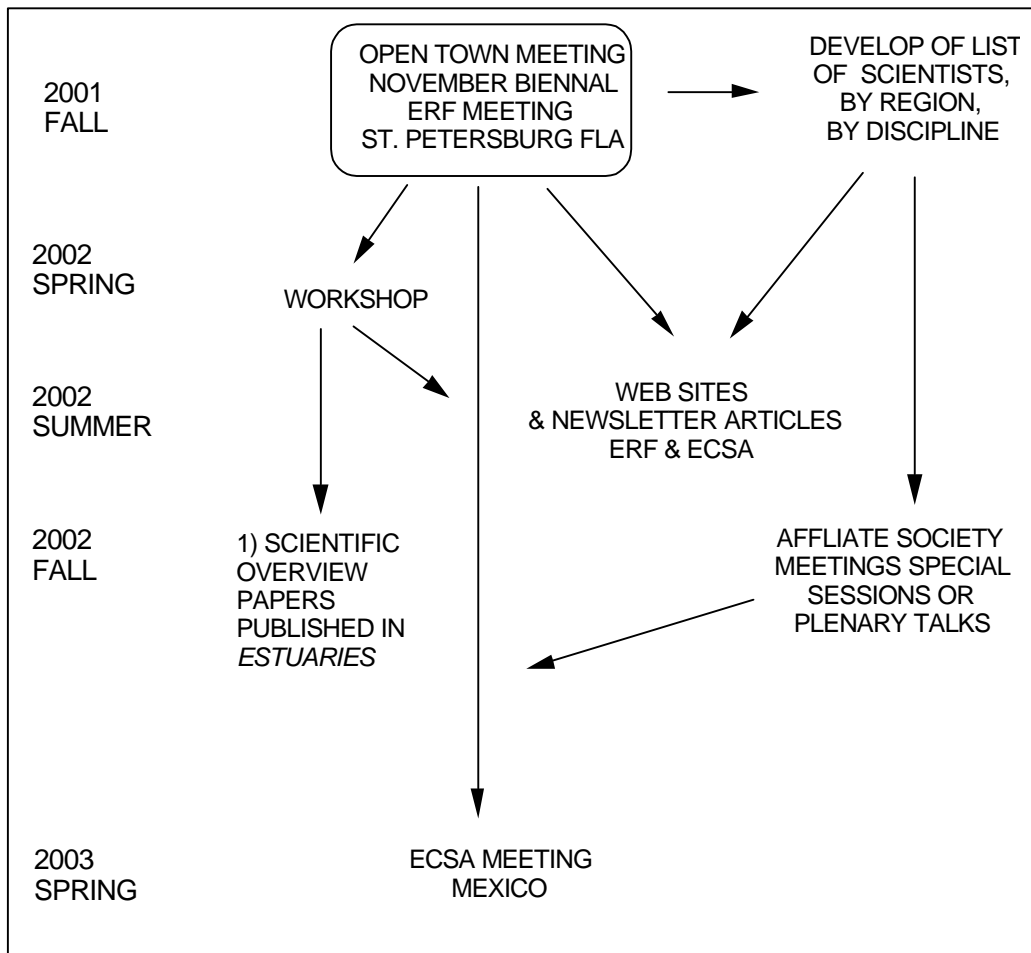 2001
FALL
OPEN TOWN MEETING
NOVEMBER BIENNAL
ERF MEETING
ST. PETERSBURG FLA
DEVELOP OF LIST
OF SCIENTISTS,
BY REGION,
BY DISCIPLINE
2002
SPRING
WORKSHOP
2002
SUMMER
WEB SITES
& NEWSLETTER ARTICLES
ERF & ECSA
2002
FALL
1) SCIENTIFIC
OVERVIEW
PAPERS
PUBLISHED IN
ESTUARIES
AFFLIATE SOCIETY
MEETINGS SPECIAL
SESSIONS OR
PLENARY TALKS
2003
SPRING
ECSA MEETING
MEXICO